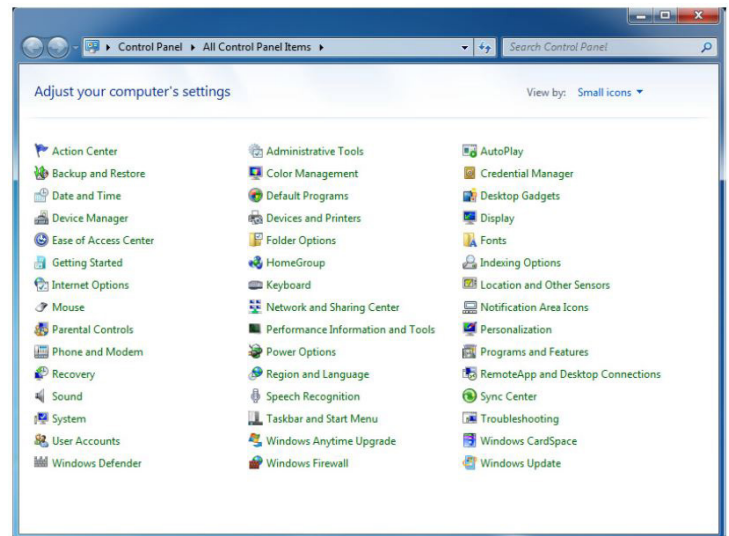 Control Panel All Control Panel Items Search Control Panel
Adjust your computer's settings View by: Small icons
Action Center Administrative Tools AutoPlay
Backup and Restore Color Management Credential Manager
Date and Time Default Programs Desktop Gadgets
Device Manager Devices and Printers Display
Ease of Access Center Folder Options Fonts
Getting Started HomeGroup Indexing Options
Internet Options Keyboard Location and Other Sensors
Mouse Network and Sharing Center Notification Area Icons
Parental Controls Performance Information and Tools Personalization
Phone and Modem Power Options Programs and Features
Recovery Region and Language RemoteApp and Desktop Connections
Sound Speech Recognition Sync Center
System Taskbar and Start Menu Troubleshooting
User Accounts Windows Anytime Upgrade Windows CardSpace
Windows Defender Windows Firewall Windows Update